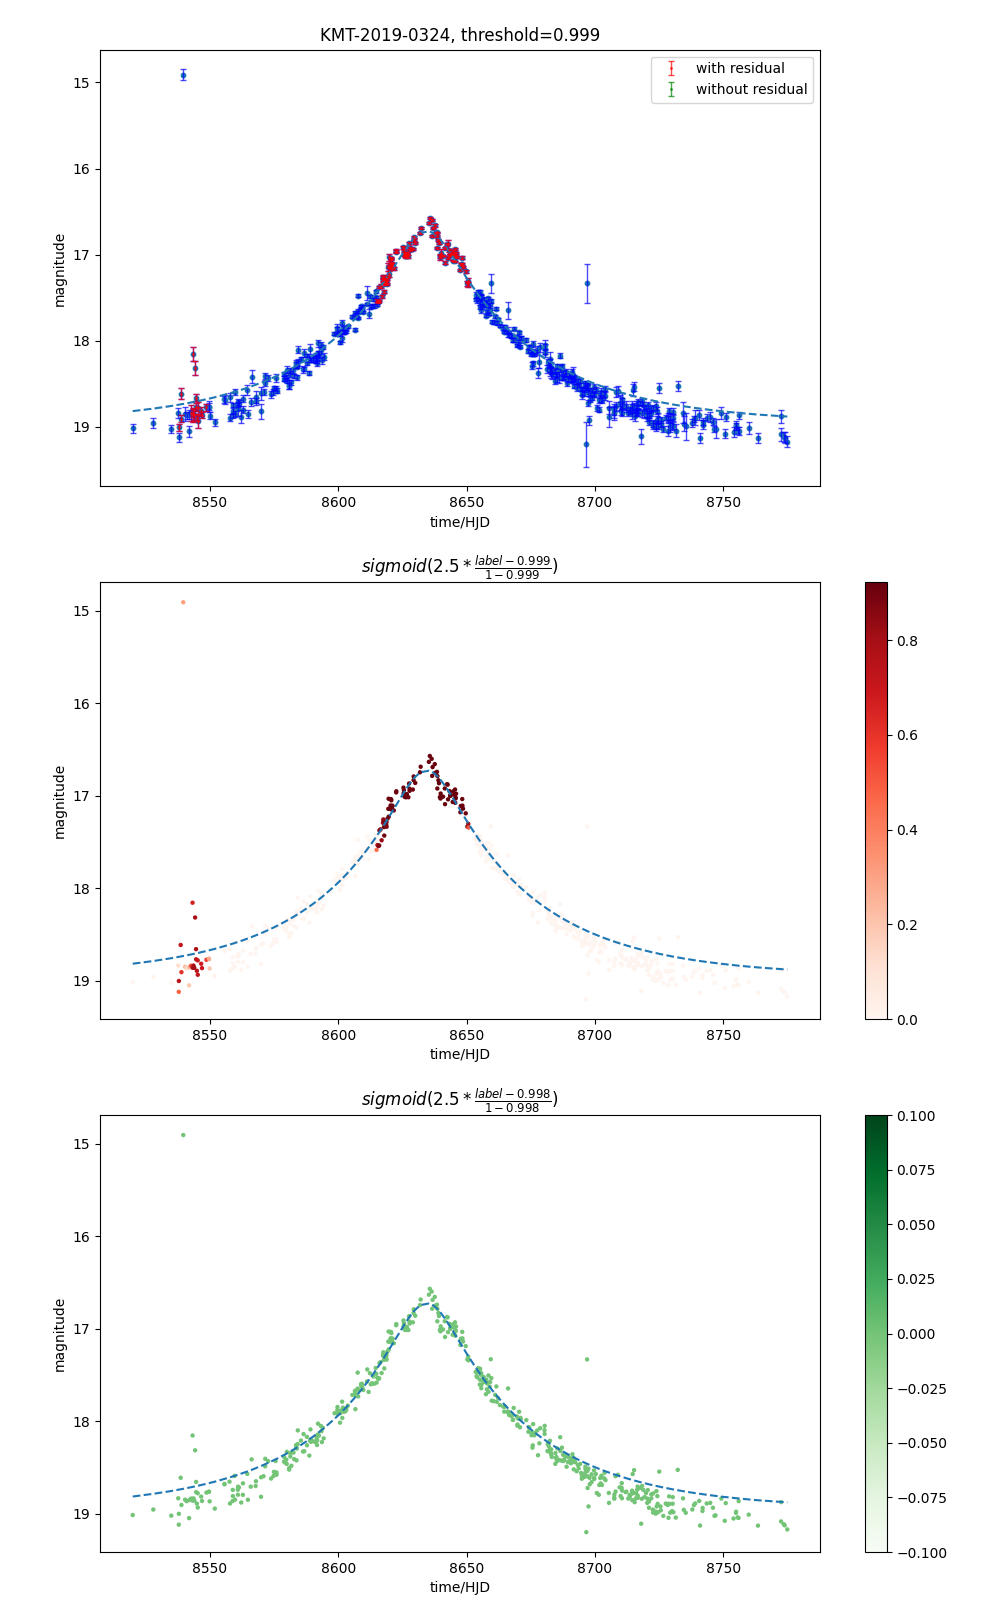 KMT-2019-0324, threshold=0.999
with residual
without residual
15
16
17
18
19
magnitude
8550 8600 8650 8700 8750
time/HJD
sigmoid(2.5 * \frac{label-0.999}{1-0.999})
15
16
17
18
19
magnitude
8550 8600 8650 8700 8750
time/HJD
0.8
0.6
0.4
0.2
0.0
sigmoid(2.5 * \frac{label-0.998}{1-0.998})
15
16
17
18
19
magnitude
8550 8600 8650 8700 8750
time/HJD
0.100
0.075
0.050
0.025
0.000
−0.025
−0.050
−0.075
−0.100